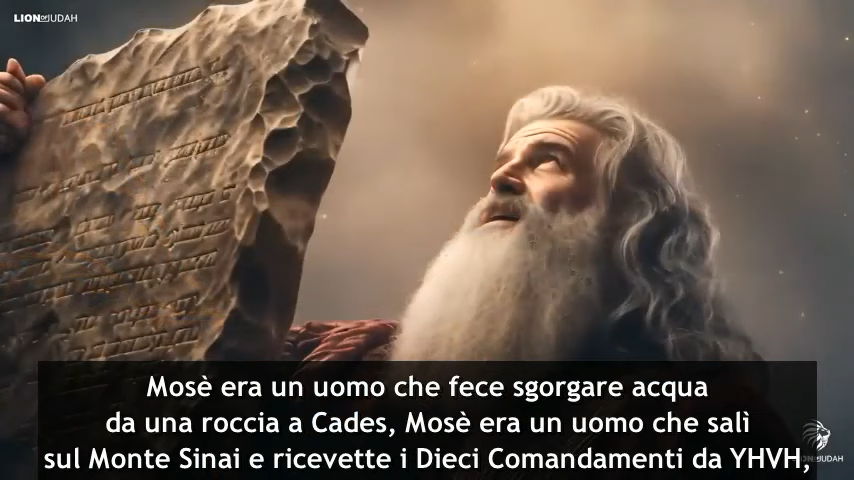 LION OF JUDAH
Mosè era un uomo che fece sgorgare acqua
da una roccia a Cades, Mosè era un uomo che salì
sul Monte Sinai e ricevette i Dieci Comandamenti da YHVH,
JUDAH